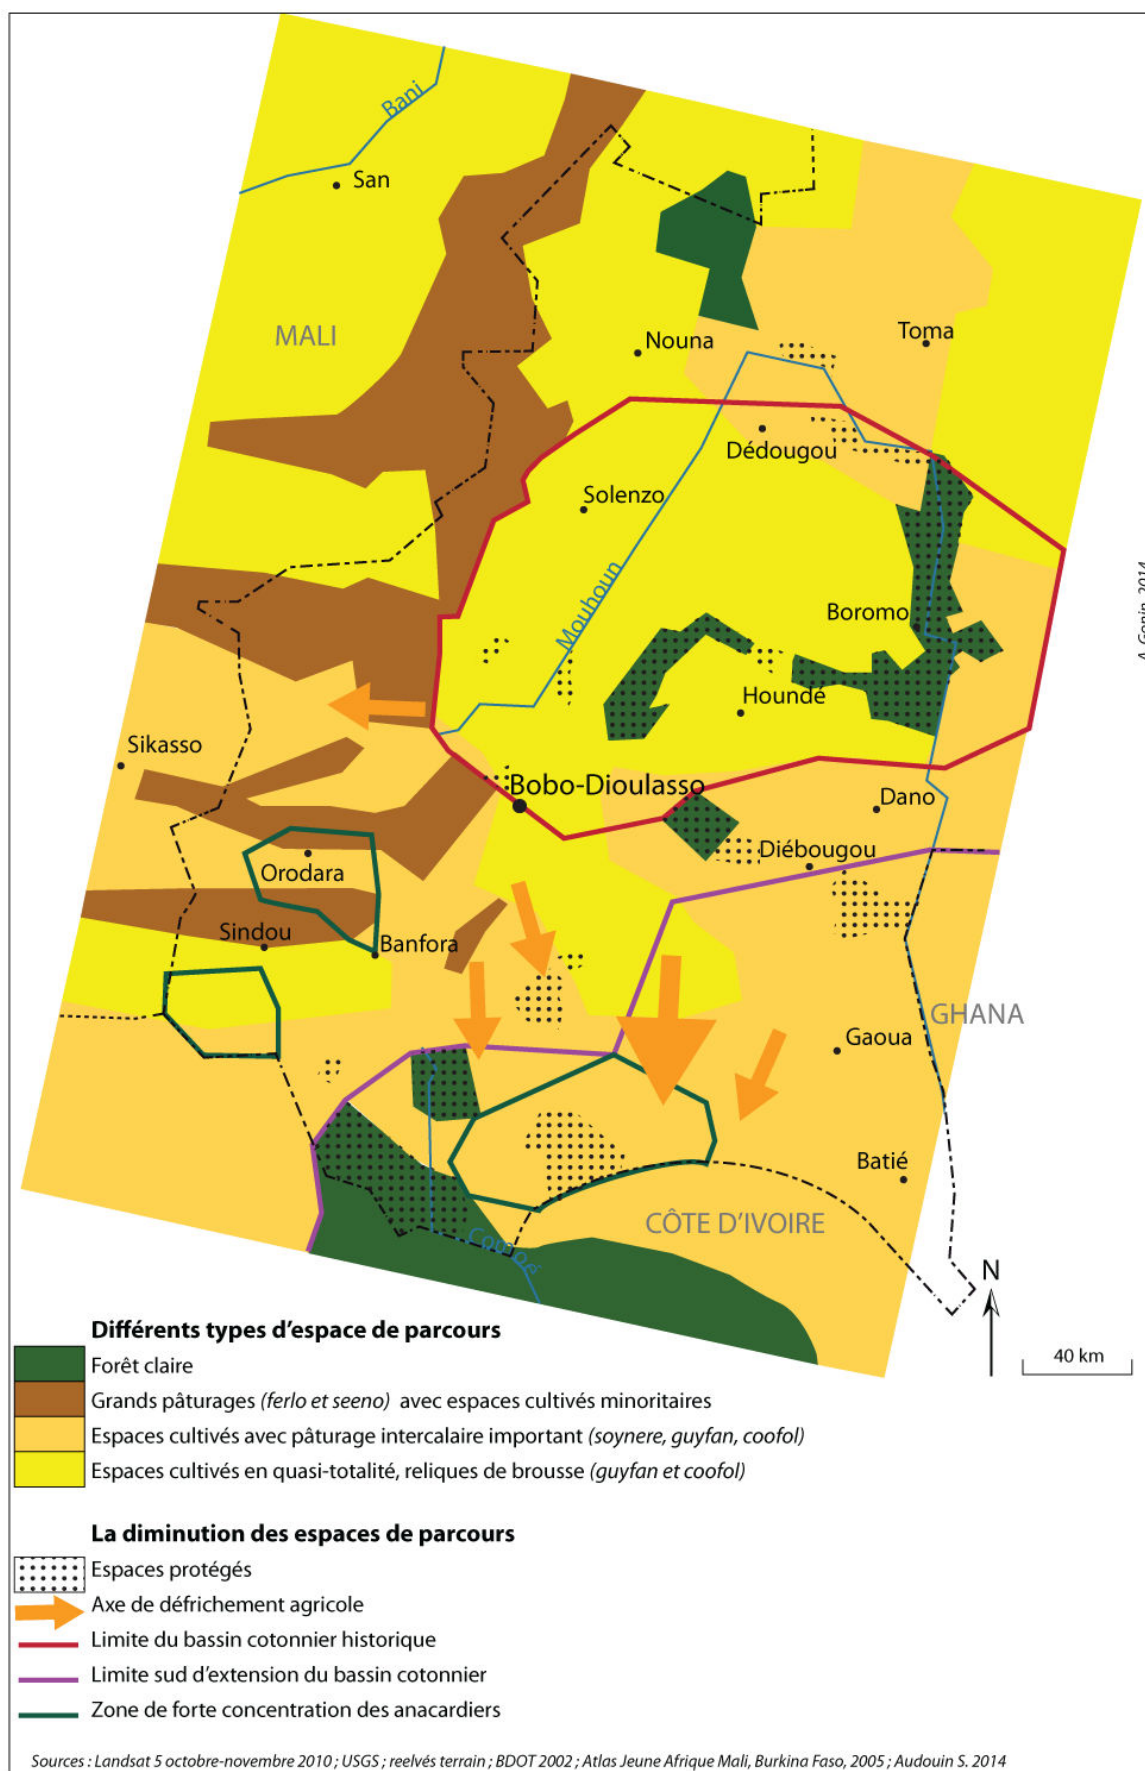 Bani
San
MALI
Nouna
Toma
Dédougou
Solenzo
Mouhoun
Boromo
A. Gonin, 2014
Houndé
Sikasso
Bobo-Dioulasso
Dano
Diébougou
Orodara
Sindou
Banfora
GHANA
Gaoua
Batié
CÔTE D’IVOIRE
Comoé
N
40 km
Différents types d’espace de parcours
Forêt claire
Grands pâturages (ferlo et seeno) avec espaces cultivés minoritaires
Espaces cultivés avec pâturage intercalaire important (soynere, guyfan, coofol)
Espaces cultivés en quasi-totalité, reliques de brousse (guyfan et coofol)
La diminution des espaces de parcours
Espaces protégés
Axe de défrichement agricole
Limite du bassin cotonnier historique
Limite sud d’extension du bassin cotonnier
Zone de forte concentration des anacardiers
Sources : Landsat 5 octobre-novembre 2010 ; USGS ; reelvés terrain ; BDOT 2002 ; Atlas Jeune Afrique Mali, Burkina Faso, 2005 ; Audouin S. 2014